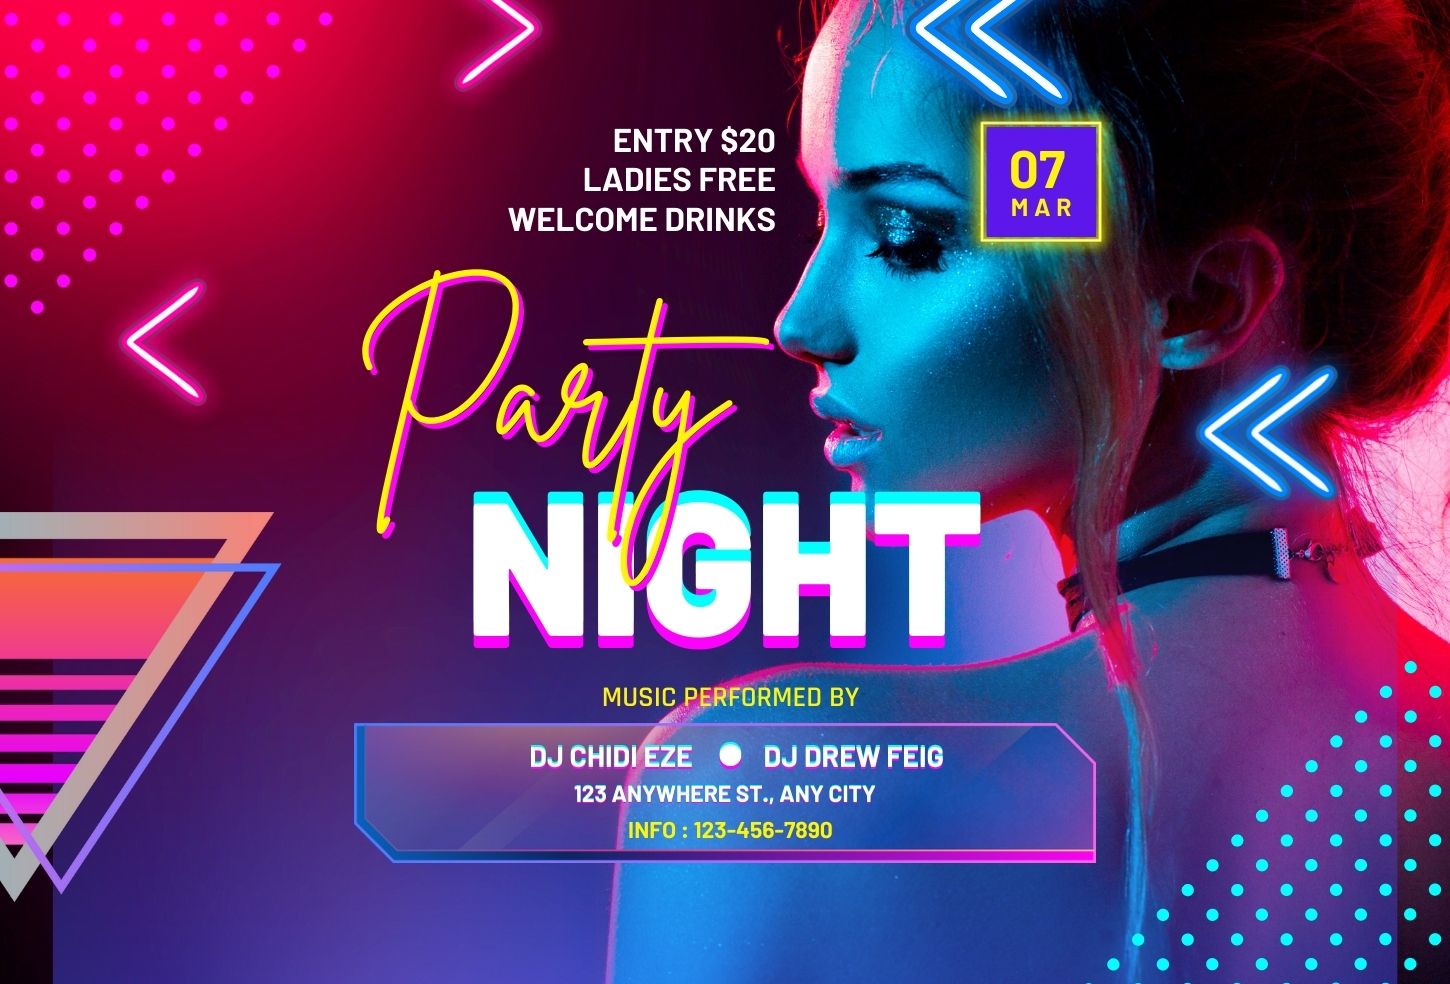 ENTRY $20
LADIES FREE
WELCOME DRINKS
07
MAR
Party
NIGHT
MUSIC PERFORMED BY
DJ CHIDI EZE ● DJ DREW FEIG
123 ANYWHERE ST., ANY CITY
INFO : 123-456-7890